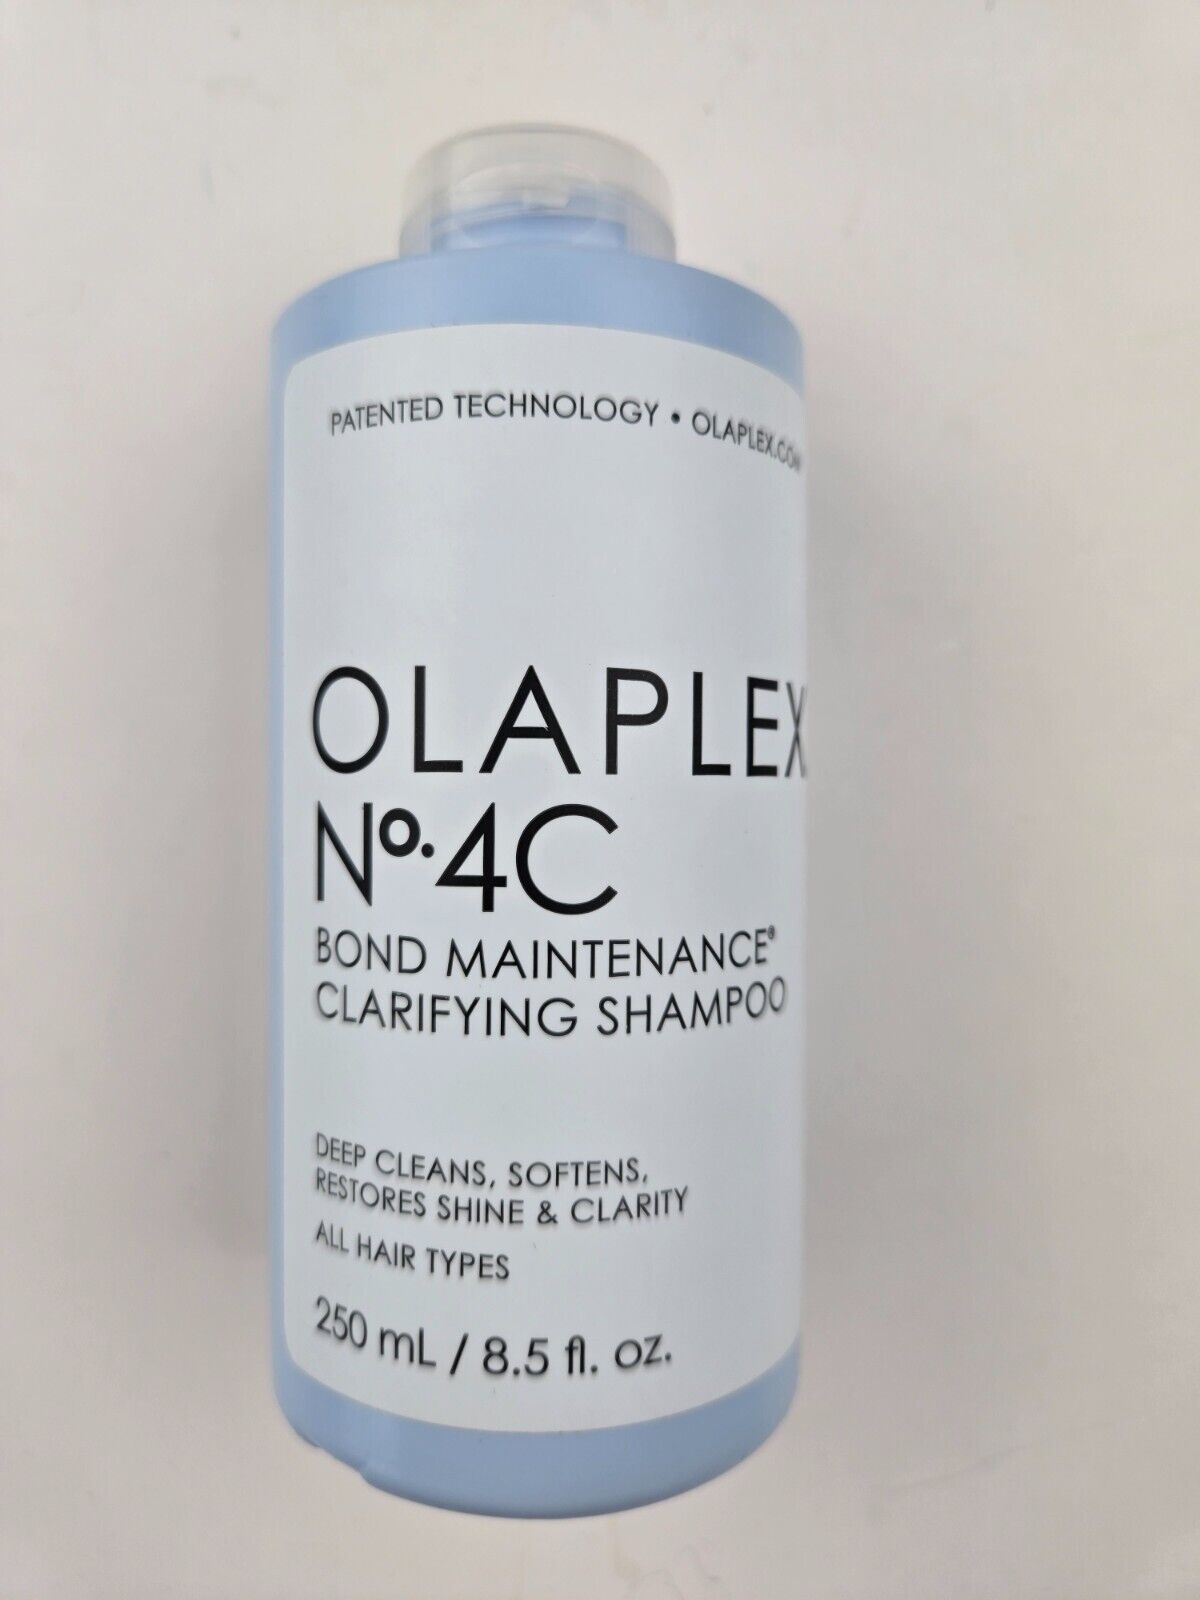 PATENTED TECHNOLOGY • OLAPLEX.COM
OLAPLEX
Nº.4C
BOND MAINTENANCE®
CLARIFYING SHAMPOO
DEEP CLEANS, SOFTENS,
RESTORES SHINE & CLARITY
ALL HAIR TYPES
250 mL / 8.5 fl. oz.